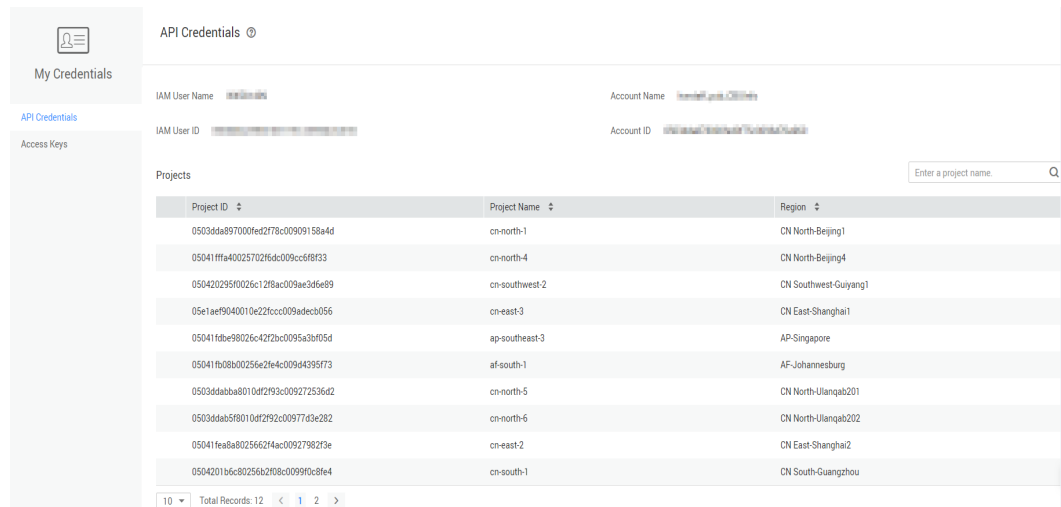 API Credentials
My Credentials
IAM User Name
Account Name
API Credentials
IAM User ID
Account ID
Access Keys
Projects
Enter a project name.
Project ID Project Name Region
0503dda897000fed2f78c00909158a4d cn-north-1 CN North-Beijing1
05041fffa40025702f6dc009cc6f8f33 cn-north-4 CN North-Beijing4
050420295f0026c12f8ac009ae3d6e89 cn-southwest-2 CN Southwest-Guiyang1
05e1aef9040010e22fccc009adecb056 cn-east-3 CN East-Shanghai1
05041fdbe98026c42f2bc0095a3bf05d ap-southeast-3 AP-Singapore
05041fb08b00256e2fe4c009d4395f73 af-south-1 AF-Johannesburg
0503ddabba8010df2f93c009272536d2 cn-north-5 CN North-Ulanqab201
0503ddab5f8010df2f92c00977d3e282 cn-north-6 CN North-Ulanqab202
05041fea8a8025662f4ac00927982f3e cn-east-2 CN East-Shanghai2
0504201b6c80256b2f08c0099f0c8fe4 cn-south-1 CN South-Guangzhou
10 Total Records: 12 < 1 2 >